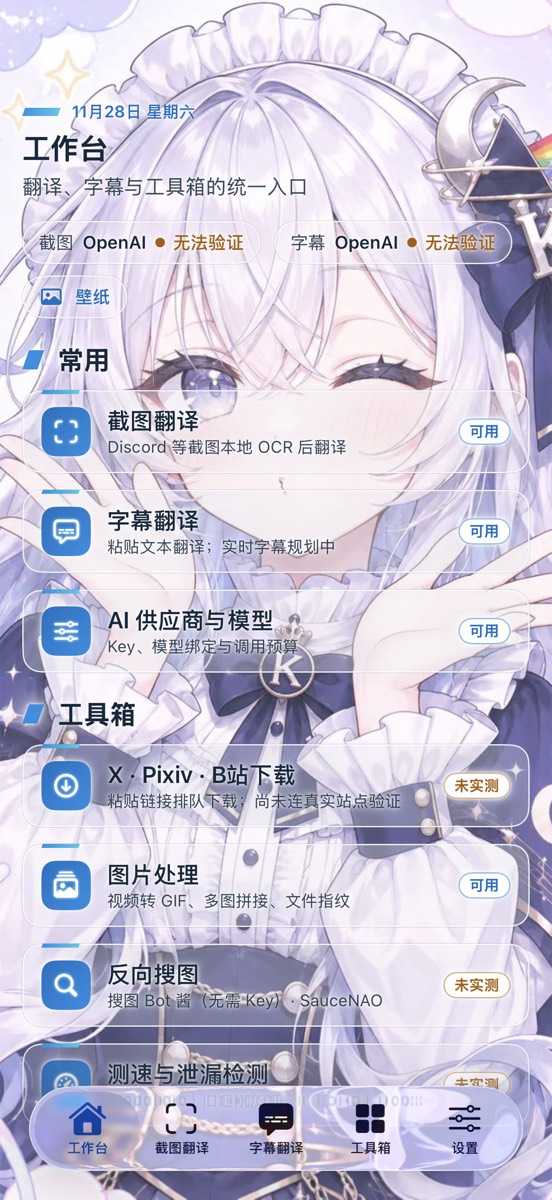 11月28日 星期六
工作台
翻译、字幕与工具箱的统一入口
截图 OpenAI ● 无法验证
字幕 OpenAI ● 无法验证
壁纸
常用
截图翻译
Discord 等截图本地 OCR 后翻译
可用
字幕翻译
粘贴文本翻译；实时字幕规划中
可用
AI 供应商与模型
Key、模型绑定与调用预算
可用
K
工具箱
X · Pixiv · B站下载
粘贴链接排队下载；尚未连真实站点验证
未实测
图片处理
视频转 GIF、多图拼接、文件指纹
可用
反向搜图
搜图 Bot 酱（无需 Key）· SauceNAO
未实测
测速与泄漏检测
未实测
工作台
截图翻译
字幕翻译
工具箱
设置